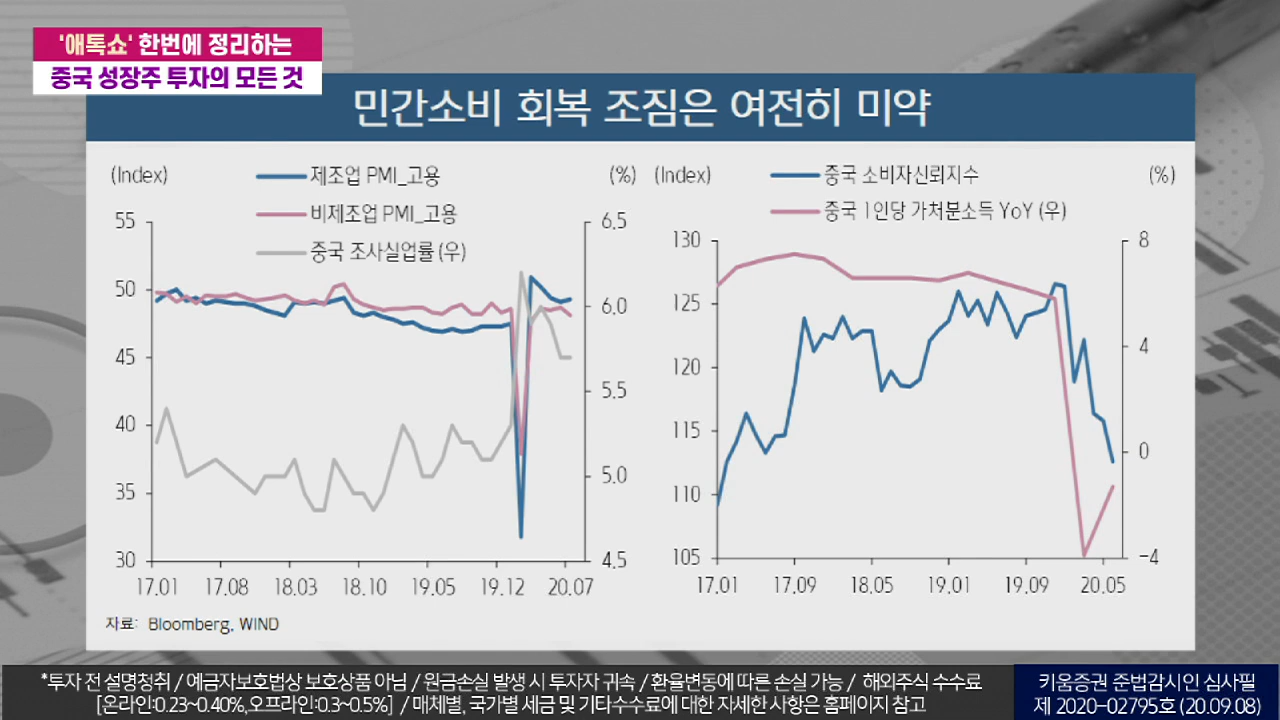 '애톡쇼' 한번에 정리하는
중국 성장주 투자의 모든 것
민간소비 회복 조짐은 여전히 미약
(Index)
제조업 PMI_고용
(%)
비제조업 PMI_고용
중국 조사실업률 (우)
55
50
45
40
35
30
6.5
6.0
5.5
5.0
4.5
17.01 17.08 18.03 18.10 19.05 19.12 20.07
(Index)
중국 소비자신뢰지수
(%)
중국 1인당 가처분소득 YoY (우)
130
125
120
115
110
105
8
4
0
-4
17.01 17.09 18.05 19.01 19.09 20.05
자료: Bloomberg, WIND
*투자 전 설명청취 / 예금자보호법상 보호상품 아님 / 원금손실 발생 시 투자자 귀속 / 환율변동에 따른 손실 가능 / 해외주식 수수료
[온라인:0.23~0.40%,오프라인:0.3~0.5%] / 매체별, 국가별 세금 및 기타수수료에 대한 자세한 사항은 홈페이지 참고
키움증권 준법감시인 심사필
제 2020-02795호 (20.09.08)